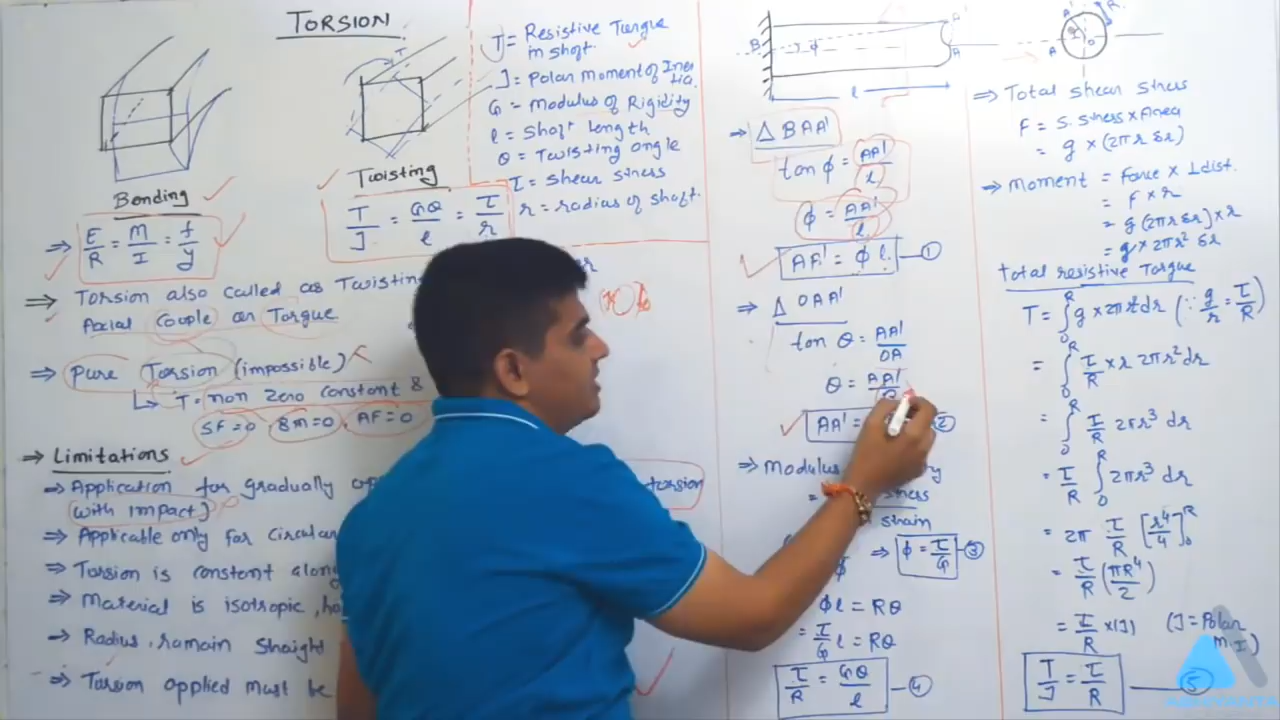 TORSION
Bending
⇒ E/R = M/I = f/y
Twisting
T/J = Gθ/l = τ/r
T = Resistive Torque
in shaft.
J = Polar Moment of Iner
tia.
G = Modulus of Rigidity
l = Shaft length
θ = Twisting angle
τ = Shear stress
r = radius of shaft.
⇒ Torsion also called as Twisting
Axial Couple or Torque
⇒ Pure Torsion (impossible)
T = non zero constant &
SF=0 BM=0, AF=0
⇒ Limitations
⇒ Application for gradually
torsion
with impact]
⇒ Applicable only for circular
⇒ Torsion is constant along
⇒ Material is isotropic,
⇒ Radius, ramain straight
⇒ Torsion applied must be
A'
B
φ
A
l
⇒ Δ BAA'
tan φ = AA'/l
φ = AA'/l
AA' = φ l. ①
⇒ Δ OAA'
tan θ = AA'/OA
θ = AA'/R
AA' = ②
⇒ Modulus
stress
strain
⇒ φ = τ/G ③
φl = Rθ
= τ/G l = Rθ
τ/R = Gθ/l ④
A'
R
A
O
⇒ Total shear stress
F = S. stress × Area
= q × (2πr δr)
⇒ Moment = Force × ⊥ dist.
= F × r
= q (2πr δr) × r
= q × 2πr² δr
total resistive Torque
T = ∫₀ᴿ q × 2πr² dr (∵ q/r = τ/R)
= ∫₀ᴿ τ/R × r 2πr² dr
= ∫₀ᴿ τ/R 2πr³ dr
= τ/R ∫₀ᴿ 2πr³ dr
= 2π τ/R [r⁴/4]₀ᴿ
= τ/R (πR⁴/2)
= τ/R × (J) (J = Polar
M.I)
T/J = τ/R ⑤